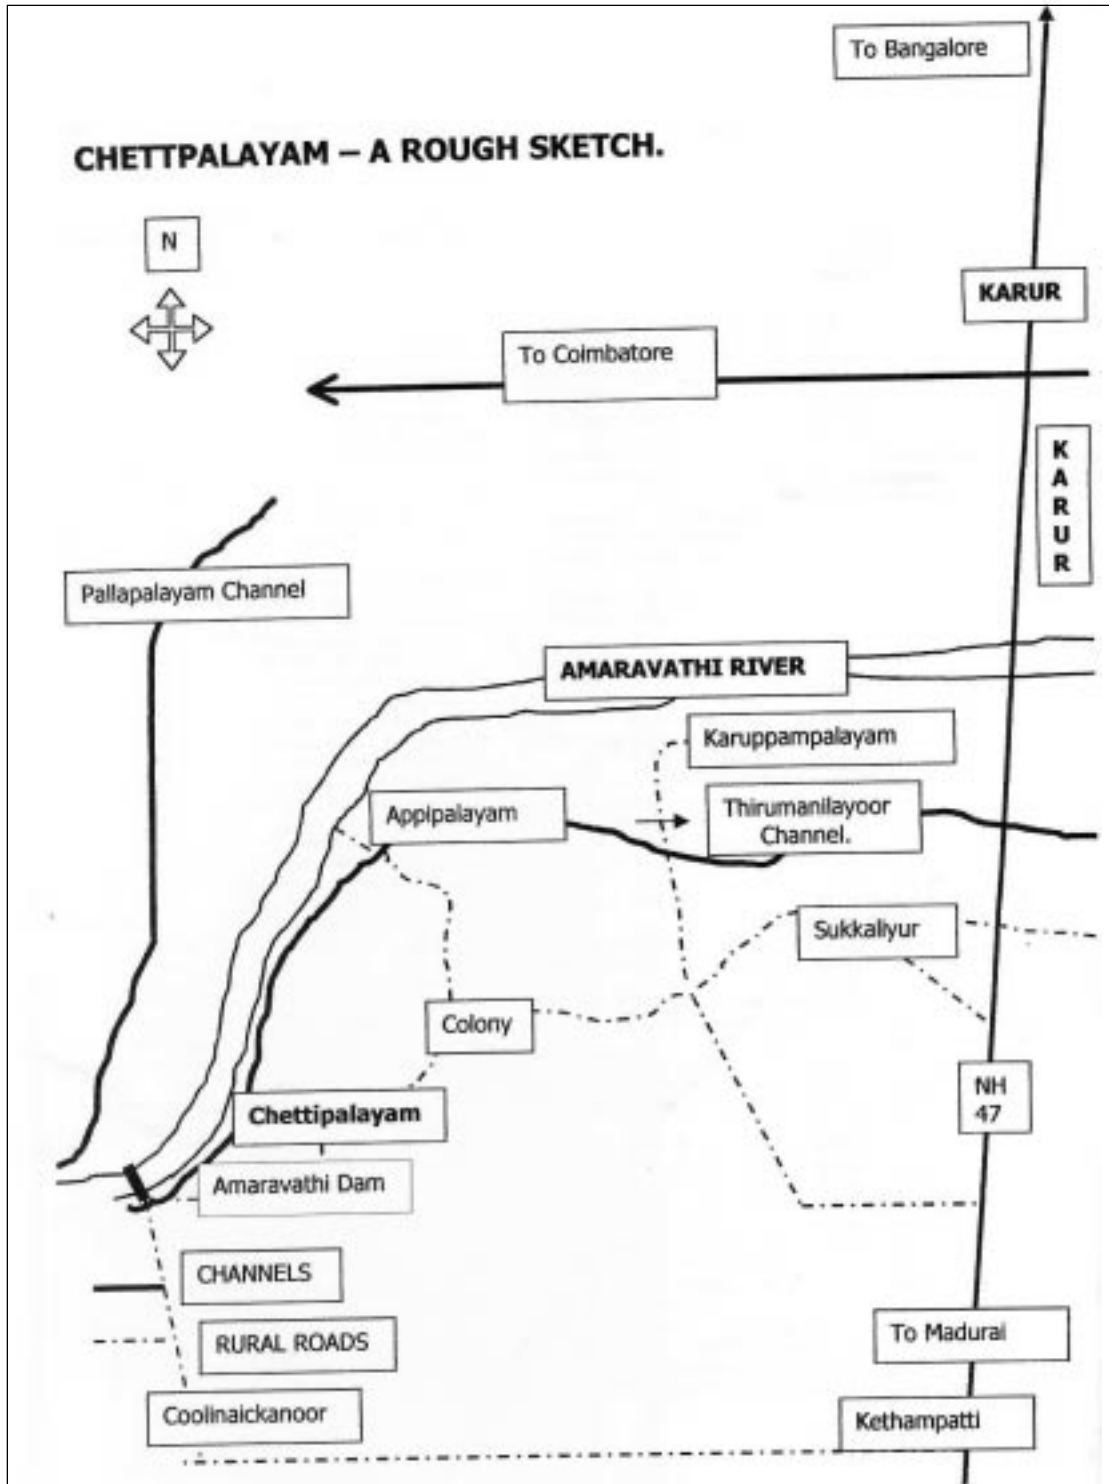 To Bangalore
CHETTPALAYAM – A ROUGH SKETCH.
N
KARUR
To Coimbatore
KARUR
Pallapalayam Channel
AMARAVATHI RIVER
Karuppampalayam
Appipalayam
Thirumanilayoor
Channel.
Sukkaliyur
Colony
NH
47
Chettipalayam
Amaravathi Dam
CHANNELS
To Madurai
RURAL ROADS
Coolinaickanoor
Kethampatti